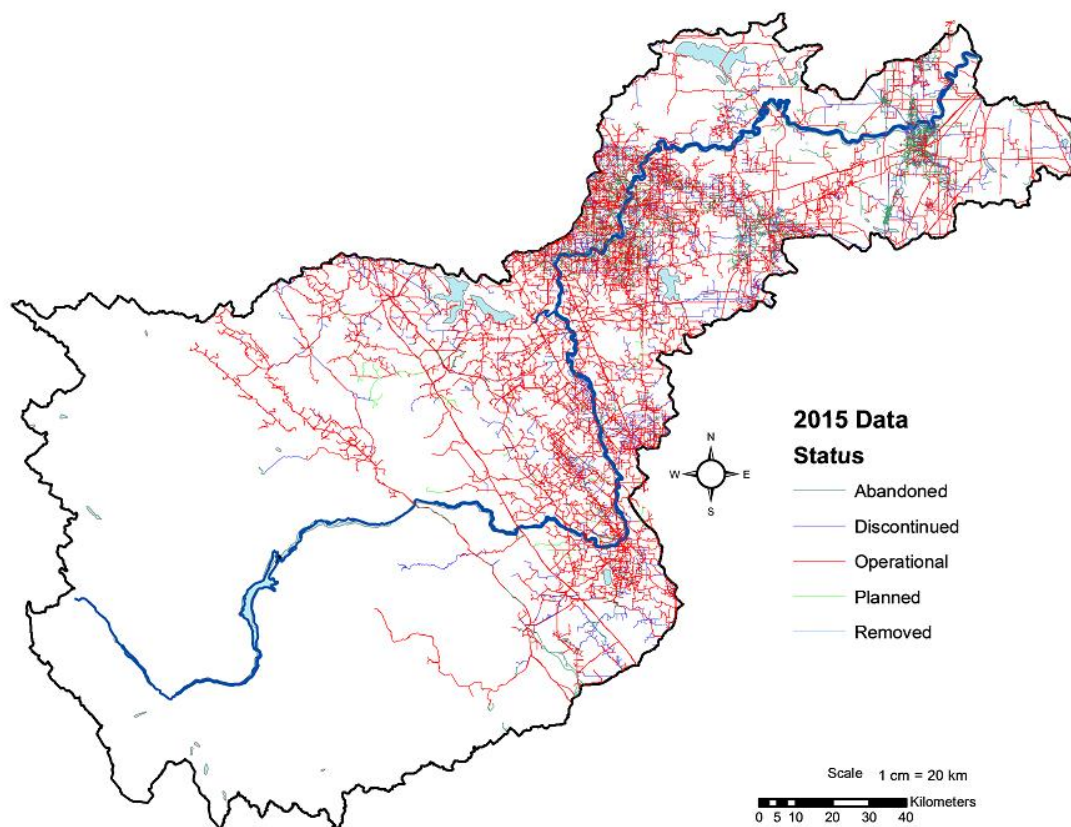 N
W E
S
2015 Data
Status
Abandoned
Discontinued
Operational
Planned
Removed
Scale 1 cm = 20 km
Kilometers
0 5 10 20 30 40